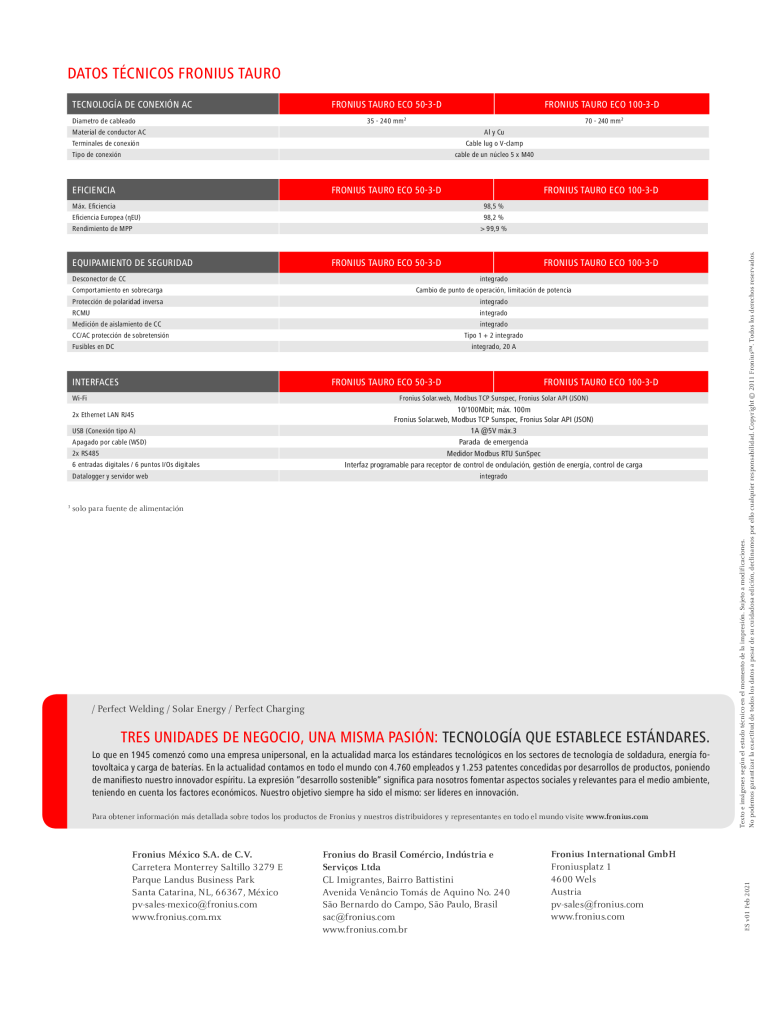 DATOS TÉCNICOS FRONIUS TAURO
TECNOLOGÍA DE CONEXIÓN AC FRONIUS TAURO ECO 50-3-D FRONIUS TAURO ECO 100-3-D
Diametro de cableado 35 - 240 mm² 70 - 240 mm²
Material de conductor AC Al y Cu
Terminales de conexión Cable lug o V-clamp
Tipo de conexión cable de un núcleo 5 x M40
EFICIENCIA FRONIUS TAURO ECO 50-3-D FRONIUS TAURO ECO 100-3-D
Máx. Eficiencia 98,5 %
Eficiencia Europea (ηEU) 98,2 %
Rendimiento de MPP > 99,9 %
EQUIPAMIENTO DE SEGURIDAD FRONIUS TAURO ECO 50-3-D FRONIUS TAURO ECO 100-3-D
Desconector de CC integrado
Comportamiento en sobrecarga Cambio de punto de operación, limitación de potencia
Protección de polaridad inversa integrado
RCMU integrado
Medición de aislamiento de CC integrado
CC/AC protección de sobretensión Tipo 1 + 2 integrado
Fusibles en DC integrado, 20 A
INTERFACES FRONIUS TAURO ECO 50-3-D FRONIUS TAURO ECO 100-3-D
Wi-Fi Fronius Solar.web, Modbus TCP Sunspec, Fronius Solar API (JSON)
2x Ethernet LAN RJ45 10/100Mbit; máx. 100m
Fronius Solar.web, Modbus TCP Sunspec, Fronius Solar API (JSON)
USB (Conexión tipo A) 1A @5V máx.3
Apagado por cable (WSD) Parada de emergencia
2x RS485 Medidor Modbus RTU SunSpec
6 entradas digitales / 6 puntos I/Os digitales Interfaz programable para receptor de control de ondulación, gestión de energía, control de carga
Datalogger y servidor web integrado
³ solo para fuente de alimentación
/ Perfect Welding / Solar Energy / Perfect Charging
TRES UNIDADES DE NEGOCIO, UNA MISMA PASIÓN: TECNOLOGÍA QUE ESTABLECE ESTÁNDARES.
Lo que en 1945 comenzó como una empresa unipersonal, en la actualidad marca los estándares tecnológicos en los sectores de tecnología de soldadura, energía fo-
tovoltaica y carga de baterías. En la actualidad contamos en todo el mundo con 4.760 empleados y 1.253 patentes concedidas por desarrollos de productos, poniendo
de manifiesto nuestro innovador espíritu. La expresión “desarrollo sostenible” significa para nosotros fomentar aspectos sociales y relevantes para el medio ambiente,
teniendo en cuenta los factores económicos. Nuestro objetivo siempre ha sido el mismo: ser líderes en innovación.
Para obtener información más detallada sobre todos los productos de Fronius y nuestros distribuidores y representantes en todo el mundo visite www.fronius.com
Fronius México S.A. de C.V.
Carretera Monterrey Saltillo 3279 E
Parque Landus Business Park
Santa Catarina, NL, 66367, México
pv-sales-mexico@fronius.com
www.fronius.com.mx
Fronius do Brasil Comércio, Indústria e
Serviços Ltda
CL Imigrantes, Bairro Battistini
Avenida Venâncio Tomás de Aquino No. 240
São Bernardo do Campo, São Paulo, Brasil
sac@fronius.com
www.fronius.com.br
Fronius International GmbH
Froniusplatz 1
4600 Wels
Austria
pv-sales@fronius.com
www.fronius.com
Texto e imágenes según el estado técnico en el momento de la impresión. Sujeto a modificaciones.
No podemos garantizar la exactitud de todos los datos a pesar de su cuidadosa edición, declinamos por ello cualquier responsabilidad. Copyright © 2011 Fronius™. Todos los derechos reservados.
ES v01 Feb 2021